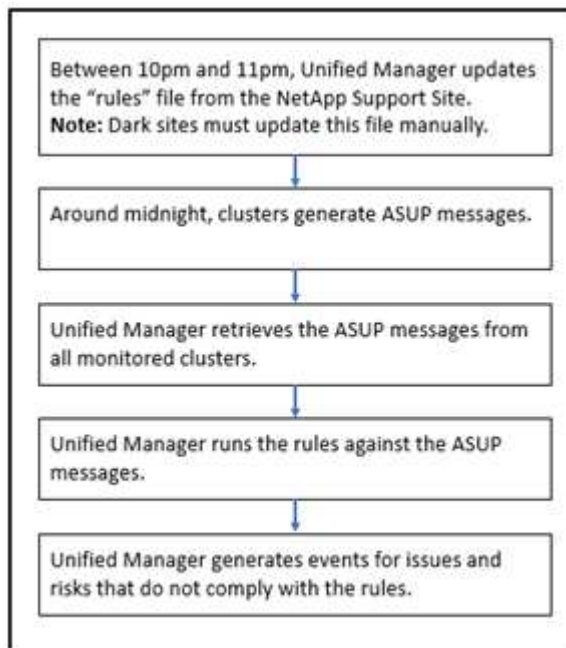 Between 10pm and 11pm, Unified Manager updates
the “rules” file from the NetApp Support Site.
Note: Dark sites must update this file manually.
Around midnight, clusters generate ASUP messages.
Unified Manager retrieves the ASUP messages from
all monitored clusters.
Unified Manager runs the rules against the ASUP
messages.
Unified Manager generates events for issues and
risks that do not comply with the rules.